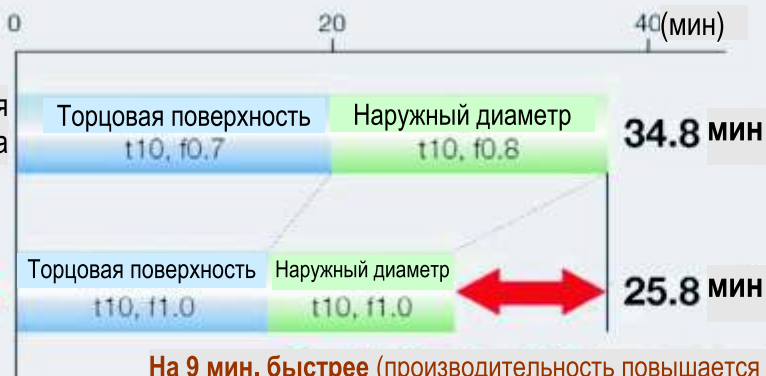 0 20 40(мин)
я
а
Торцовая поверхность Наружный диаметр
t10, f0.7 t10, f0.8
34.8 мин
Торцовая поверхность Наружный диаметр
t10, f1.0 t10, f1.0
25.8 мин
На 9 мин. быстрее (производительность повышается